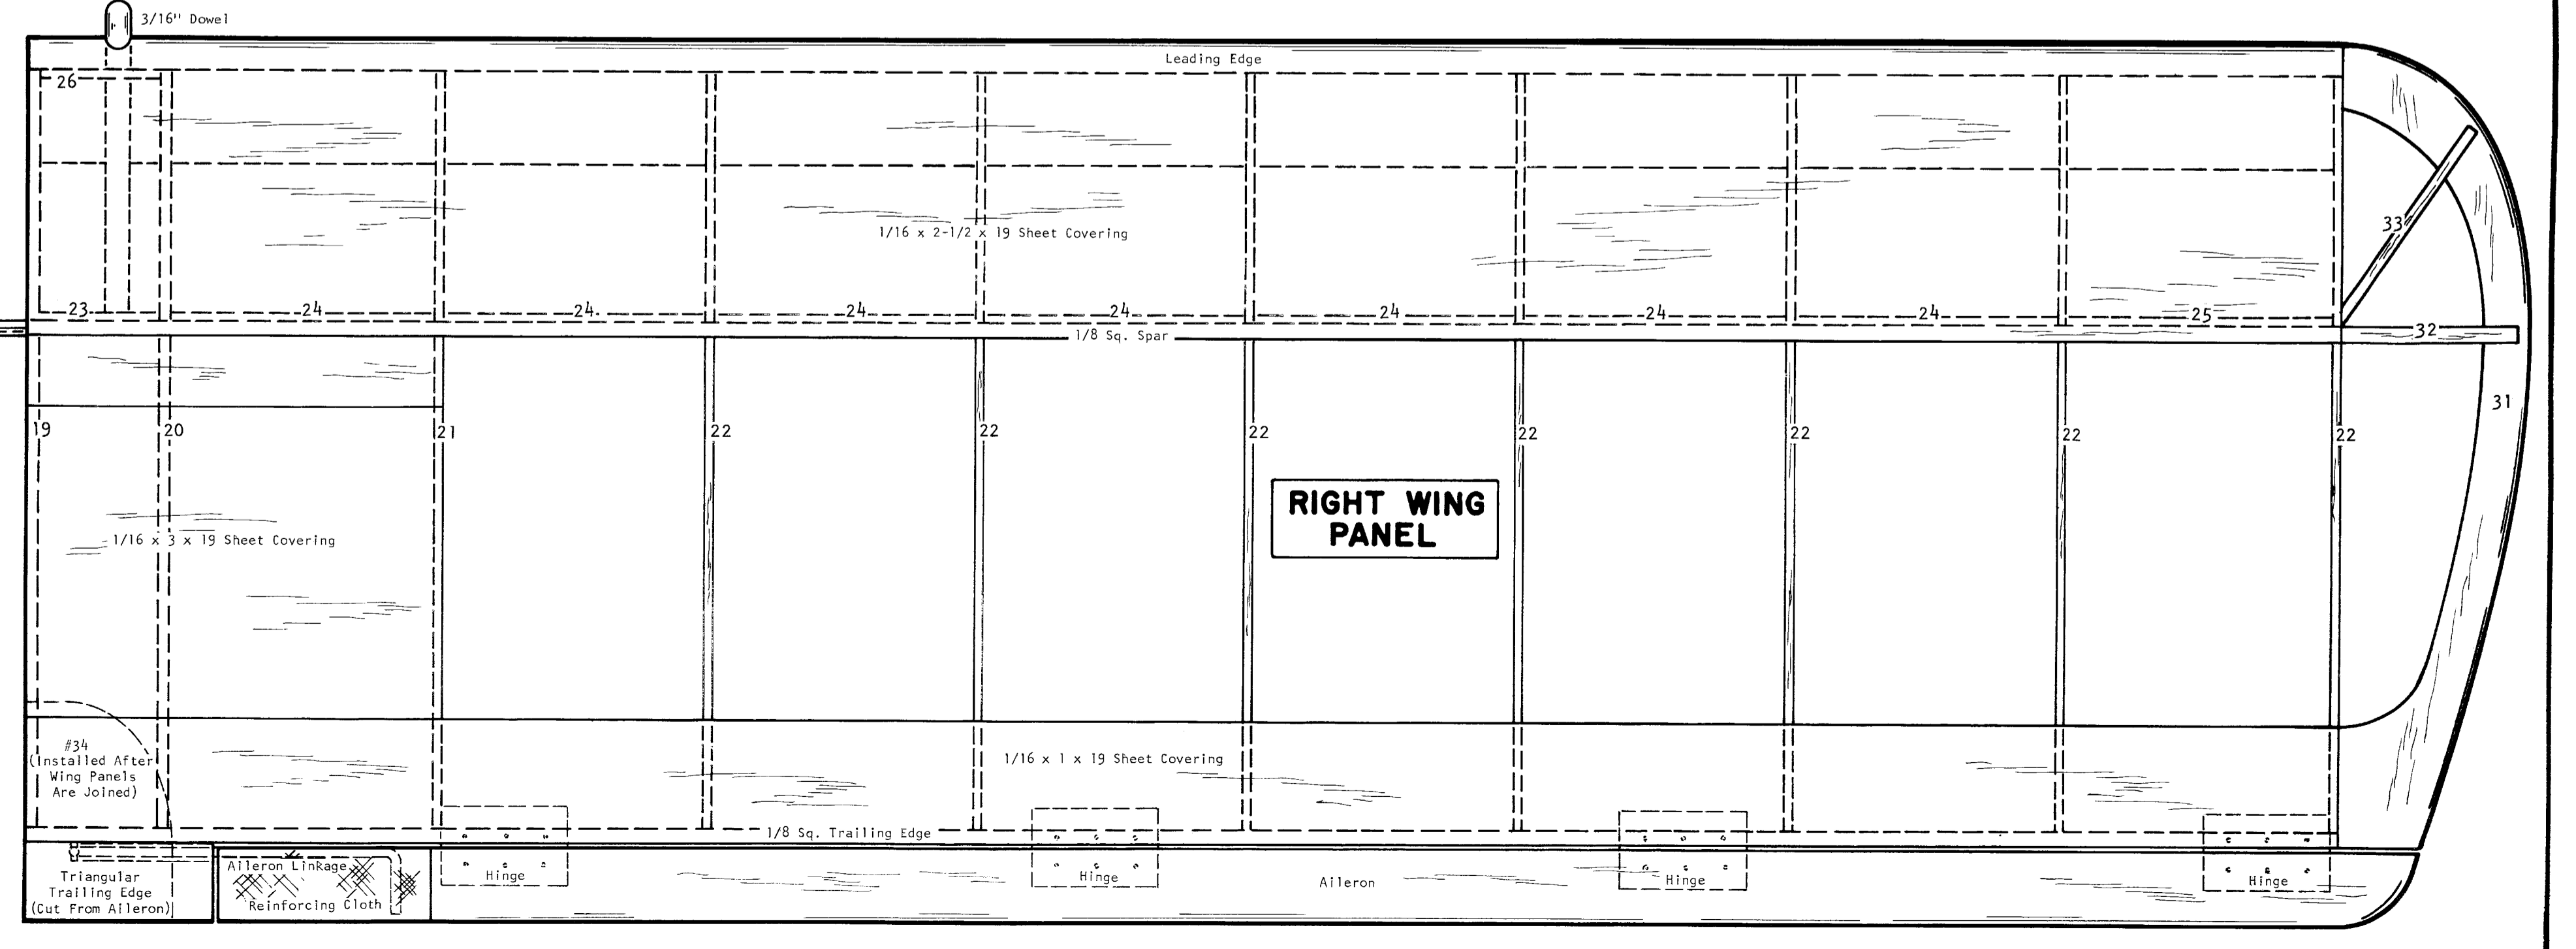 3/16" Dowel
Leading Edge
26
33
1/16 x 2-1/2 x 19 Sheet Covering
23 24 24 24 24 24 24 24 25
1/8 Sq. Spar
32
31
19 20 21 22 22 22 22 22 22 22
RIGHT WING
PANEL
1/16 x 3 x 19 Sheet Covering
#34
(Installed After
Wing Panels
Are Joined)
1/16 x 1 x 19 Sheet Covering
1/8 Sq. Trailing Edge
Triangular
Trailing Edge
(Cut From Aileron)
Aileron Linkage
Reinforcing Cloth
Hinge
Hinge
Aileron
Hinge
Hinge